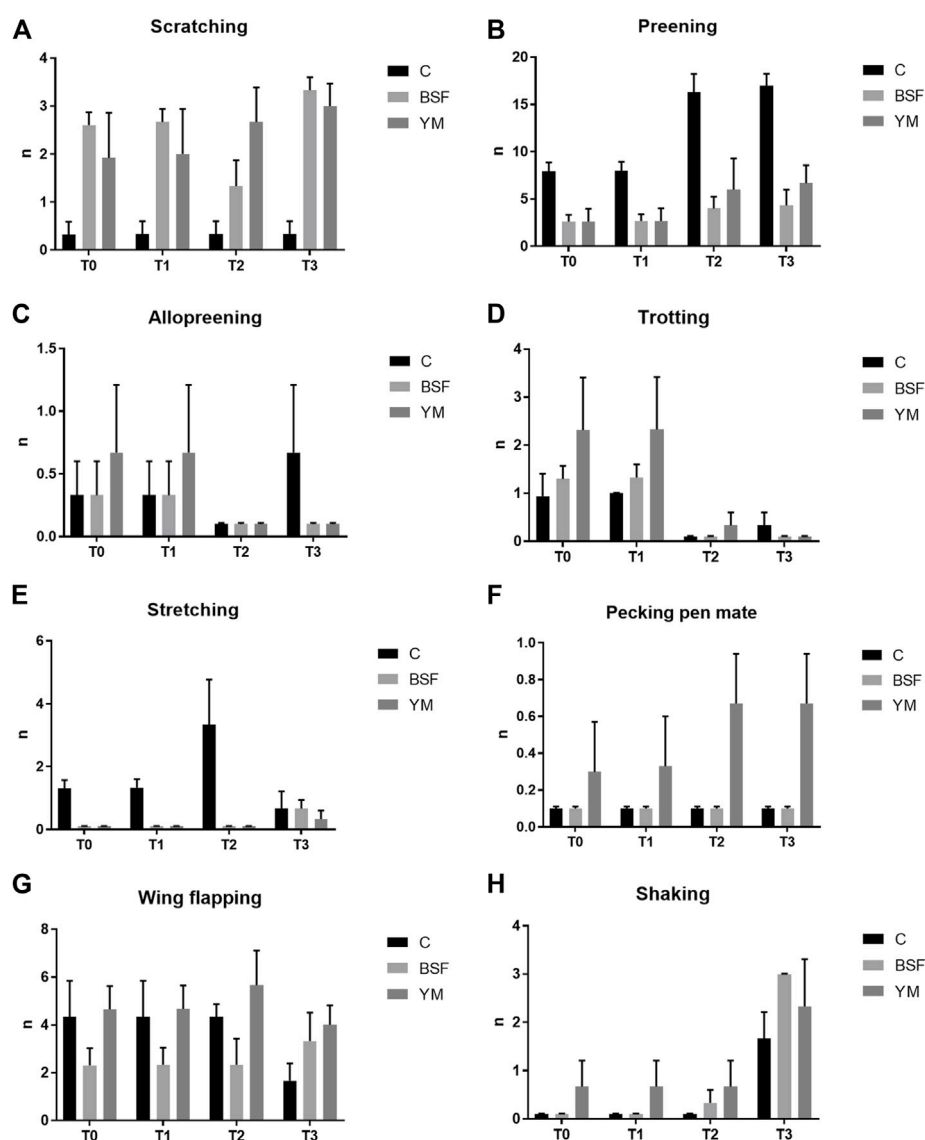 A
Scratching
4
3
2
1
0
n
T0 T1 T2 T3
C
BSF
YM
B
Preening
20
15
10
5
0
n
T0 T1 T2 T3
C
BSF
YM
C
Allopreening
1.5
1.0
0.5
0.0
n
T0 T1 T2 T3
C
BSF
YM
D
Trotting
4
3
2
1
0
n
T0 T1 T2 T3
C
BSF
YM
E
Stretching
6
4
2
0
n
T0 T1 T2 T3
C
BSF
YM
F
Pecking pen mate
1.0
0.8
0.6
0.4
0.2
0.0
n
T0 T1 T2 T3
C
BSF
YM
G
Wing flapping
8
6
4
2
0
n
T0 T1 T2 T3
C
BSF
YM
H
Shaking
4
3
2
1
0
n
T0 T1 T2 T3
C
BSF
YM